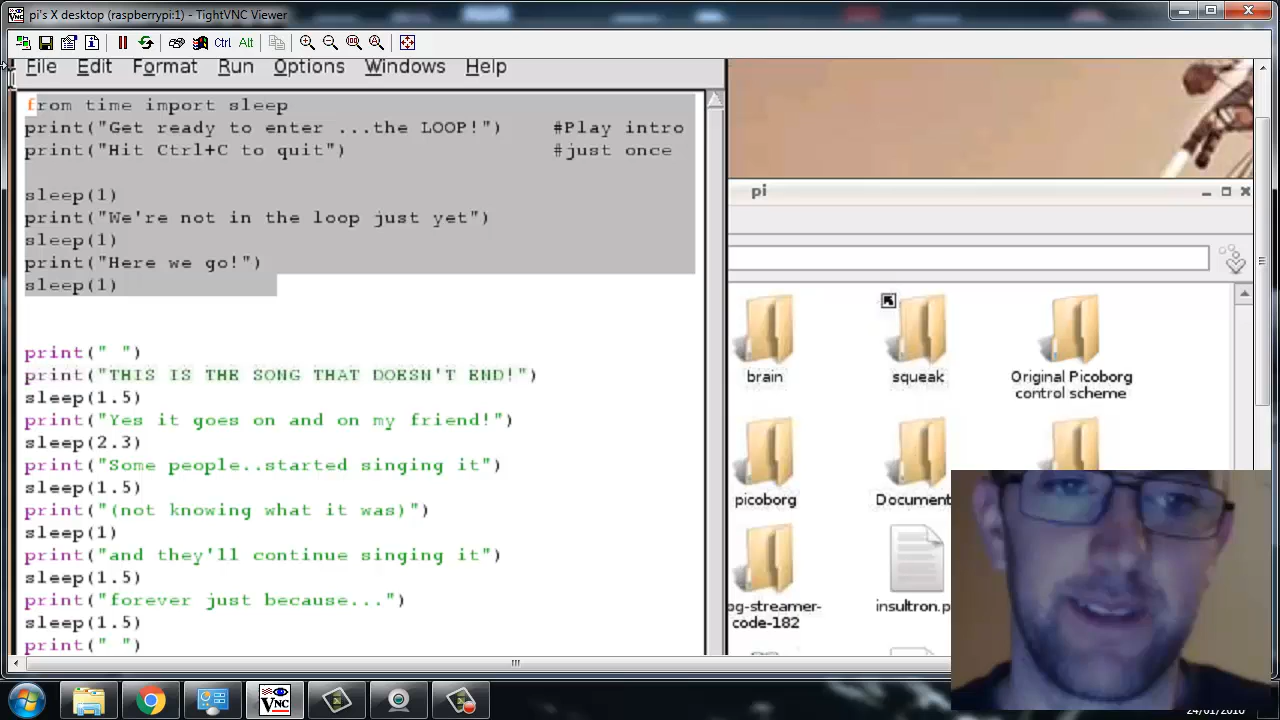 pi's X desktop (raspberrypi:1) - TightVNC Viewer
Ctrl Alt
File Edit Format Run Options Windows Help
from time import sleep
print("Get ready to enter ...the LOOP!") #Play intro
print("Hit Ctrl+C to quit") #just once
sleep(1)
print("We're not in the loop just yet")
sleep(1)
print("Here we go!")
sleep(1)
print(" ")
print("THIS IS THE SONG THAT DOESN'T END!")
sleep(1.5)
print("Yes it goes on and on my friend!")
sleep(2.3)
print("Some people..started singing it")
sleep(1.5)
print("(not knowing what it was)")
sleep(1)
print("and they'll continue singing it")
sleep(1.5)
print("forever just because...")
sleep(1.5)
print(" ")
pi
brain
squeak
Original Picoborg
control scheme
picoborg
Document
pg-streamer-
code-182
insultron.p
VNC
24/01/2016